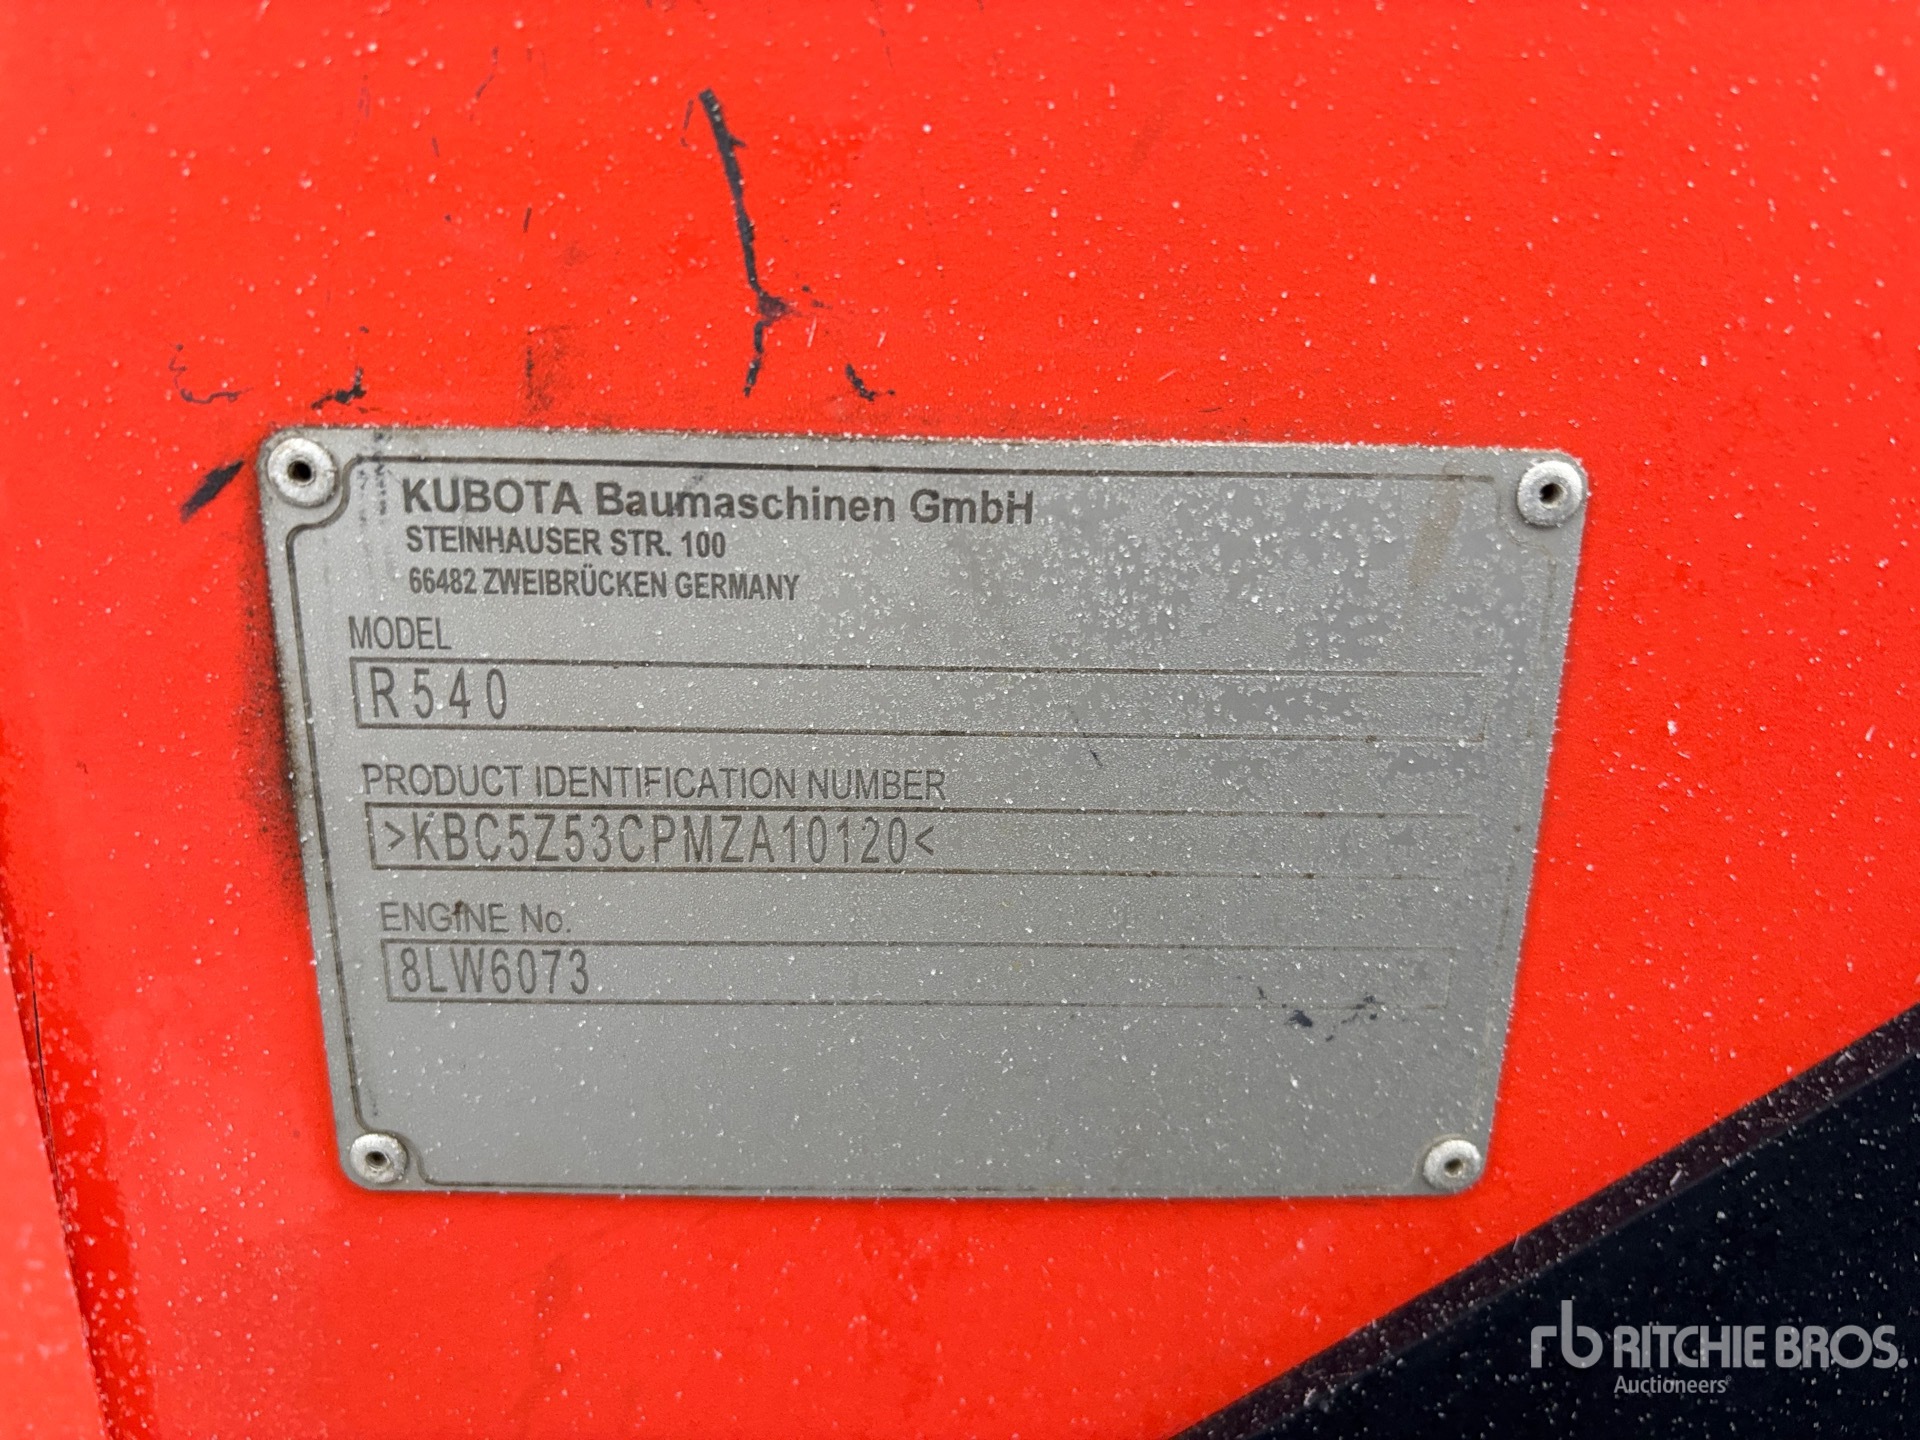 KUBOTA Baumaschinen GmbH
STEINHAUSER STR. 100
66482 ZWEIBRÜCKEN GERMANY
MODEL
R540
PRODUCT IDENTIFICATION NUMBER
>KBC5Z53CPMZA10120<
ENGINE No.
8LW6073
rb RITCHIE BROS.
Auctioneers